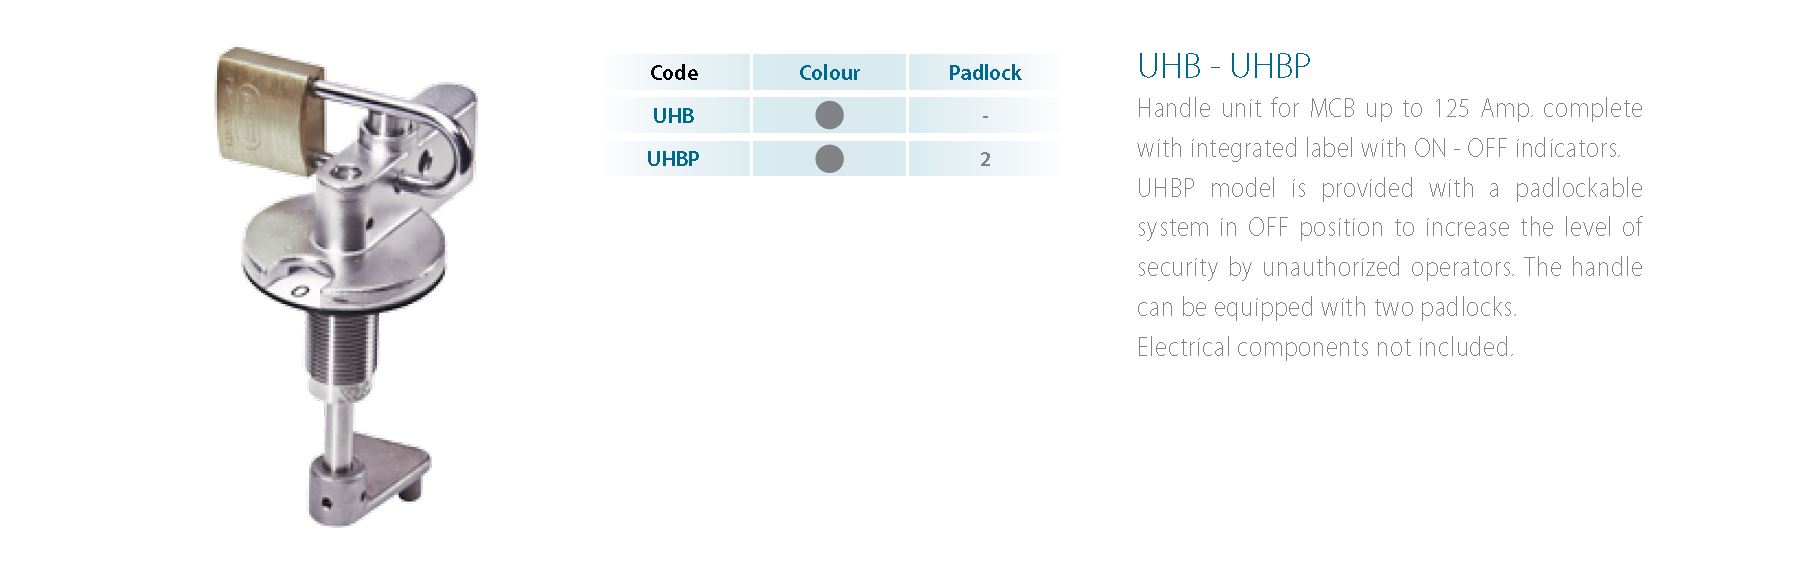 Code Colour Padlock
UHB -
UHBP 2
UHB - UHBP
Handle unit for MCB up to 125 Amp. complete
with integrated label with ON - OFF indicators.
UHBP model is provided with a padlockable
system in OFF position to increase the level of
security by unauthorized operators. The handle
can be equipped with two padlocks.
Electrical components not included.
O